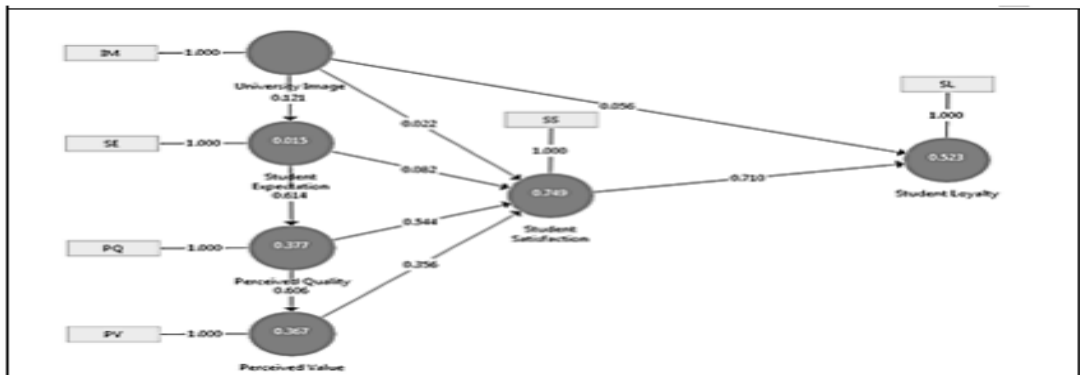 IM
1.000
University Image
0.121
SE
1.000
0.015
Student
Expectation
0.614
PQ
1.000
0.377
Perceived Quality
0.606
PV
1.000
0.367
Perceived Value
0.022
0.082
0.544
0.356
SS
1.000
0.749
Student
Satisfaction
0.056
0.710
SL
1.000
0.523
Student Loyalty